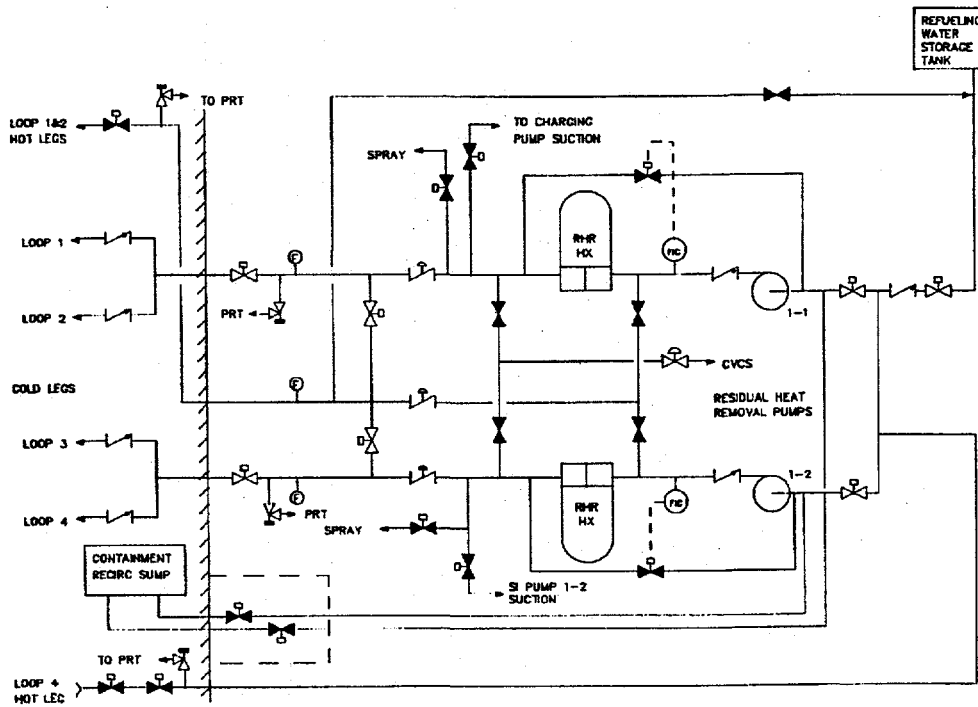 REFUELING
WATER
STORAGE
TANK
TO PRT
LOOP 1&2
HOT LEGS
TO CHARGING
PUMP SUCTION
SPRAY
LOOP 1
F
RHR
HX
FIC
LOOP 2
PRT
1-1
COLD LEGS
F
CVCS
RESIDUAL HEAT
REMOVAL PUMPS
LOOP 3
1-2
F
FIC
LOOP 4
PRT
SPRAY
RHR
HX
CONTAINMENT
RECIRC SUMP
SI PUMP 1-2
SUCTION
TO PRT
LOOP 4
HOT LEG